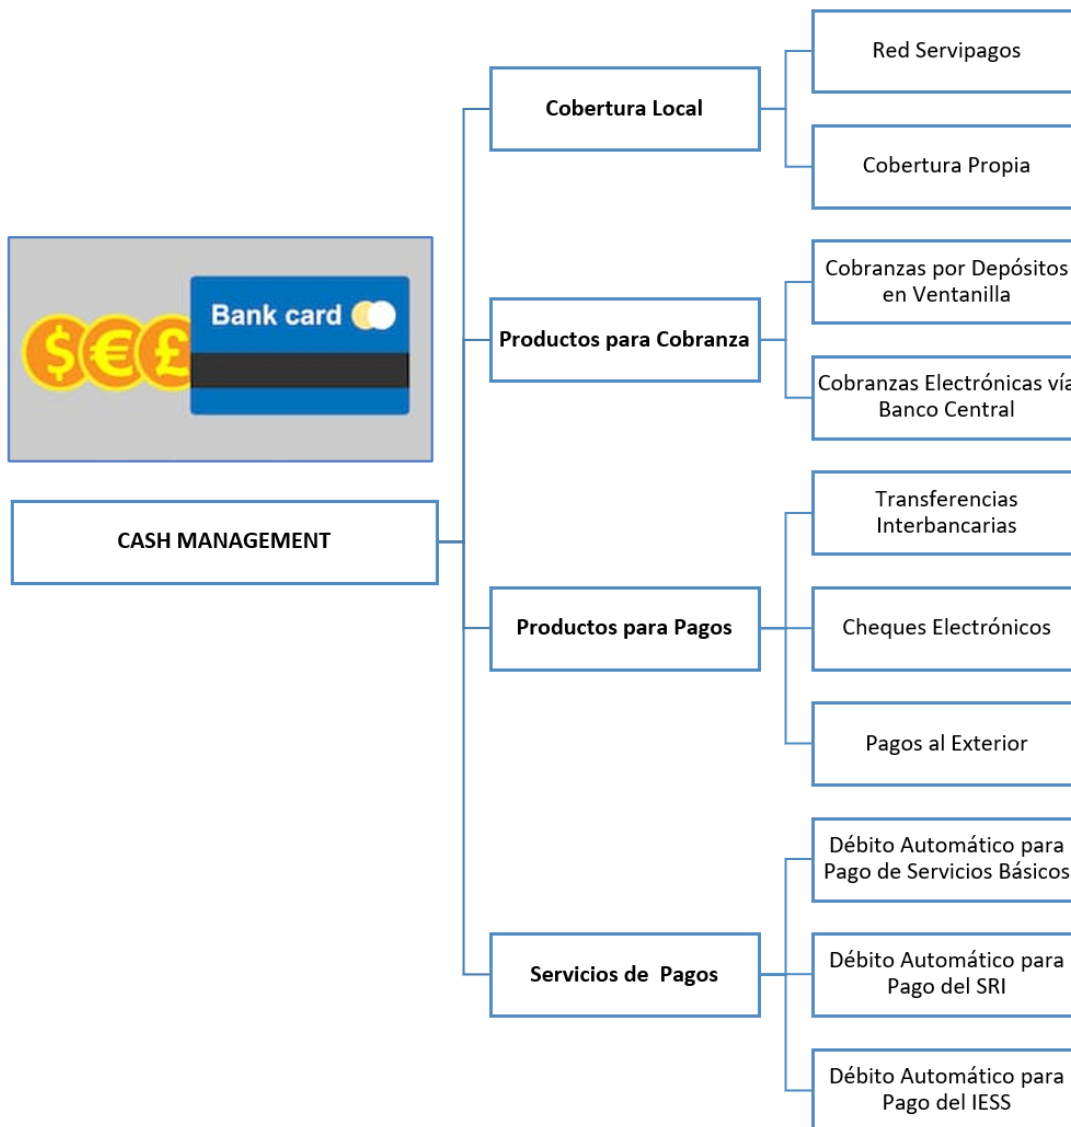 Red Servipagos
Cobertura Local
Cobertura Propia
Cobranzas por Depósitos
en Ventanilla
$ € £
Bank card
Productos para Cobranza
Cobranzas Electrónicas vía
Banco Central
CASH MANAGEMENT
Transferencias
Interbancarias
Productos para Pagos
Cheques Electrónicos
Pagos al Exterior
Débito Automático para
Pago de Servicios Básicos
Servicios de  Pagos
Débito Automático para
Pago del SRI
Débito Automático para
Pago del IESS